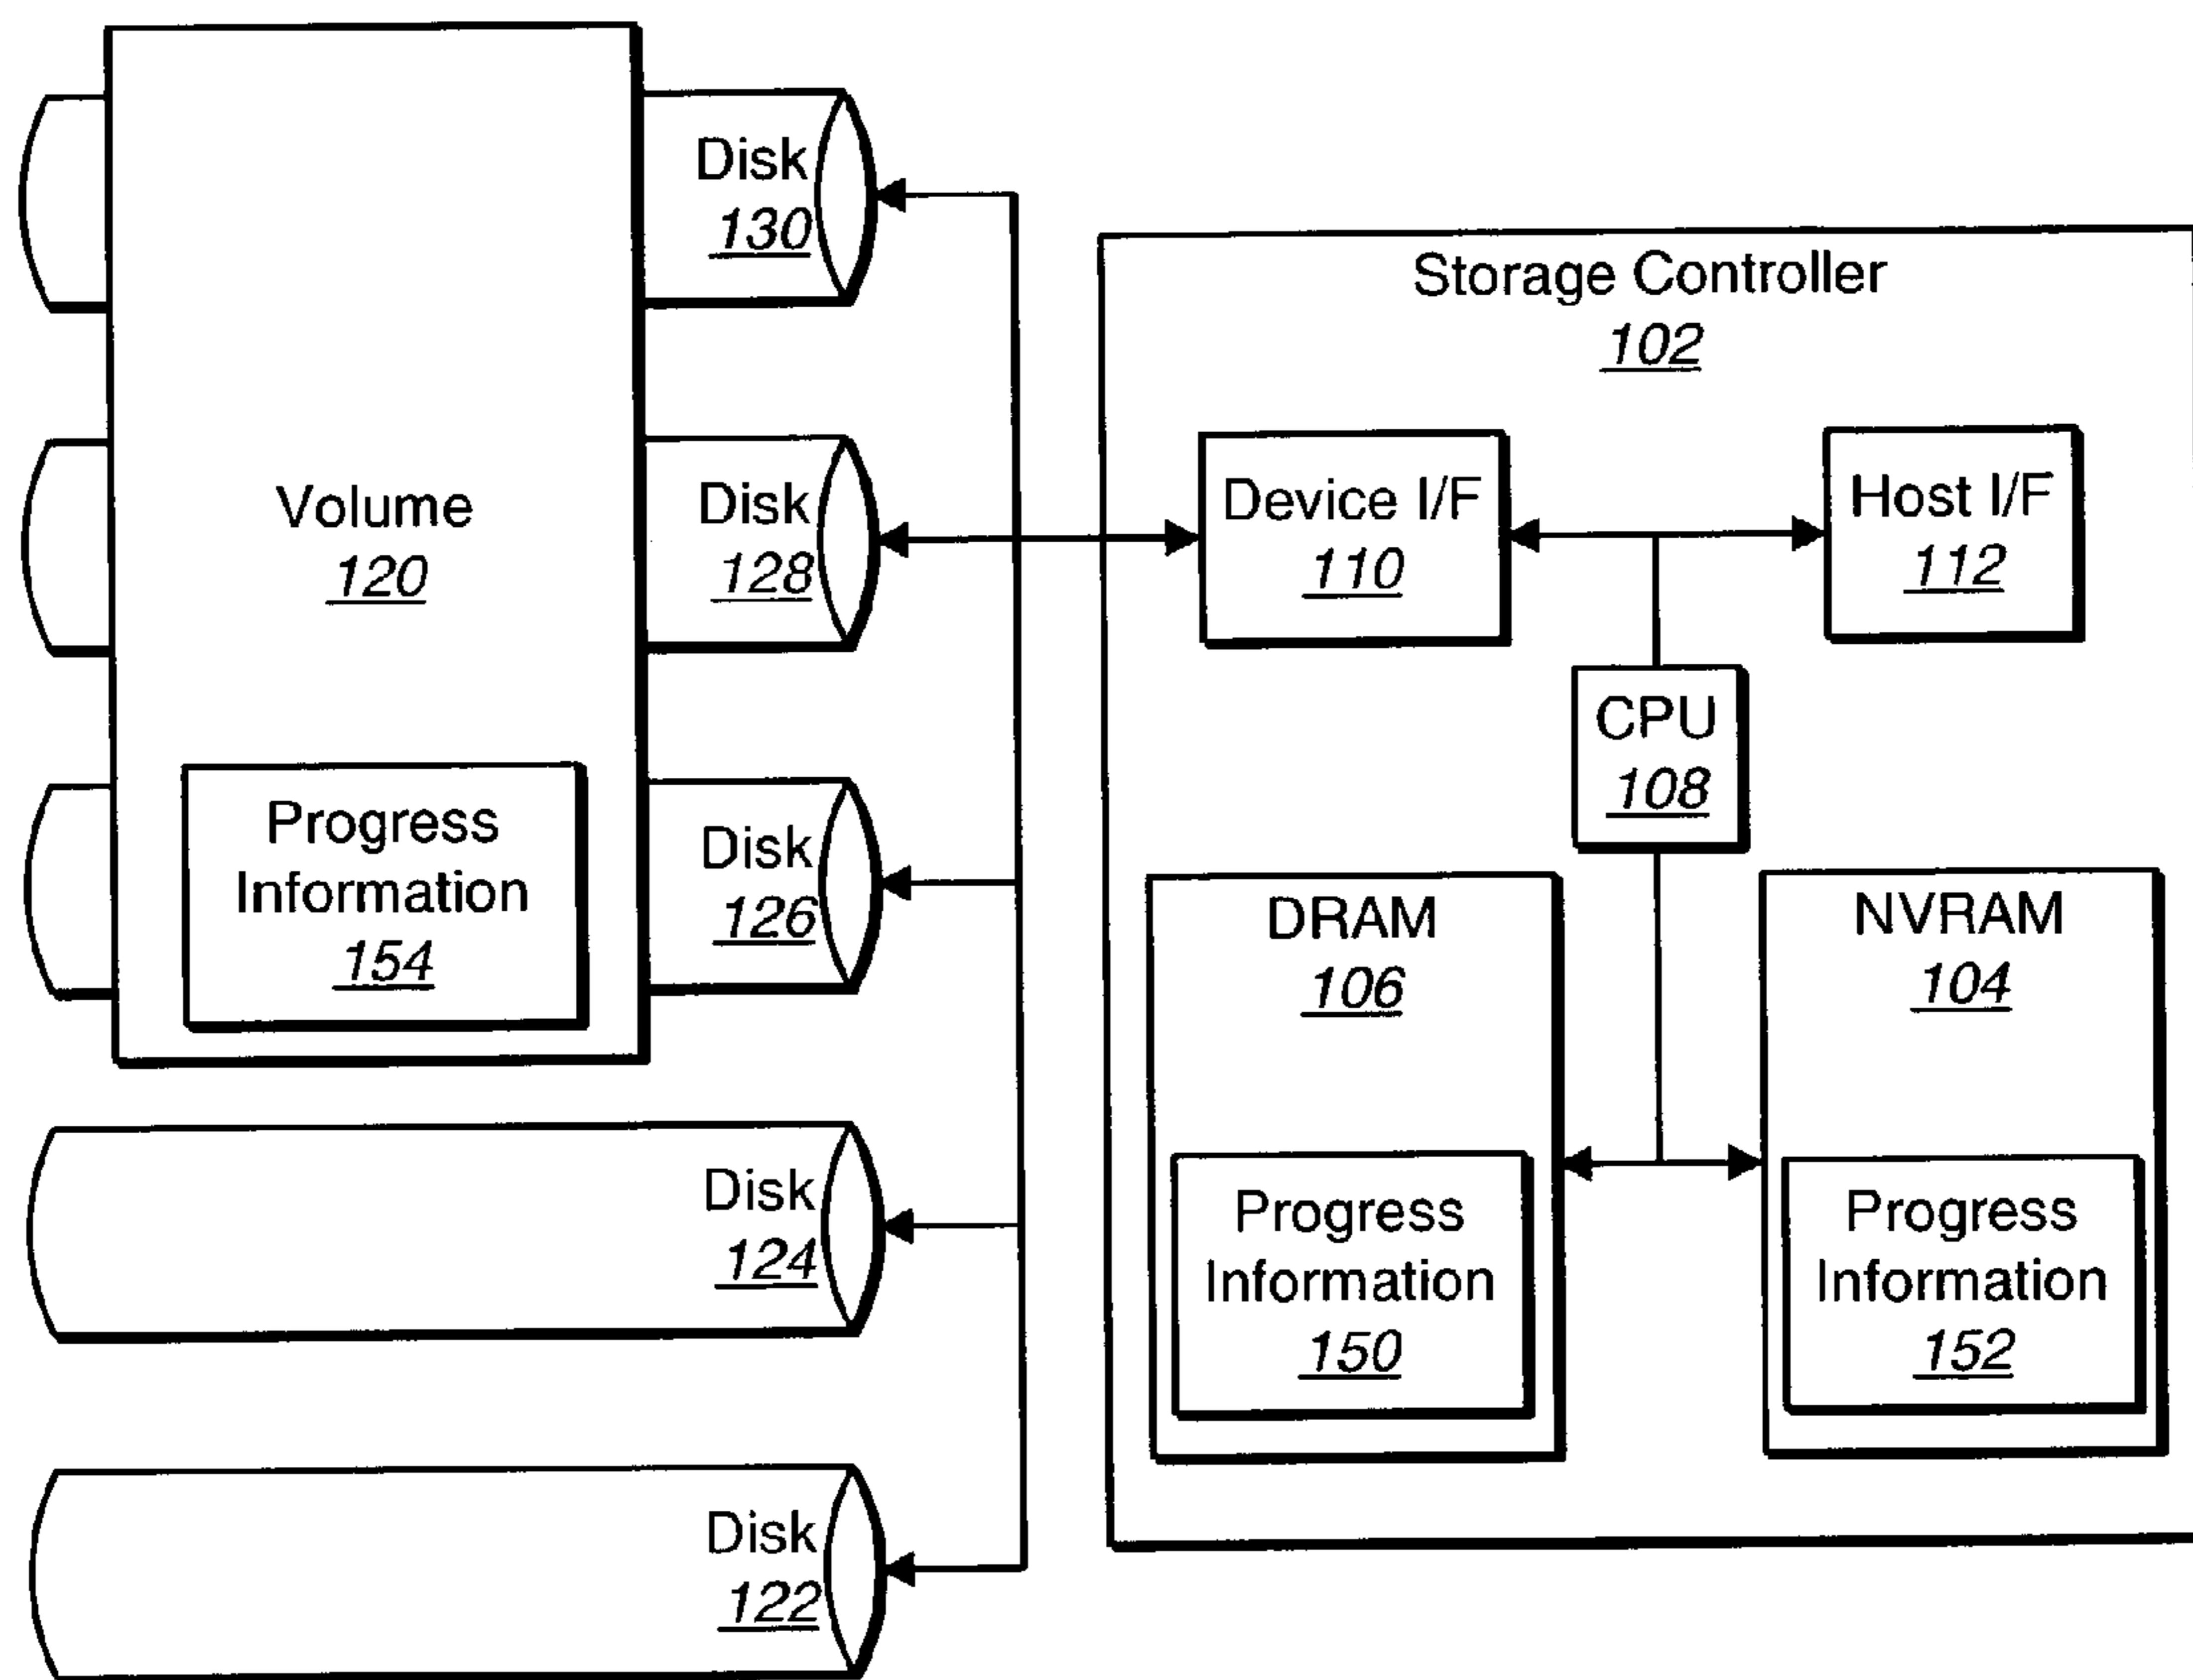 Disk
130
Storage Controller
102
Volume
120
Disk
128
Device I/F
110
Host I/F
112
CPU
108
Progress
Information
154
Disk
126
DRAM
106
NVRAM
104
Progress
Information
150
Progress
Information
152
Disk
124
Disk
122